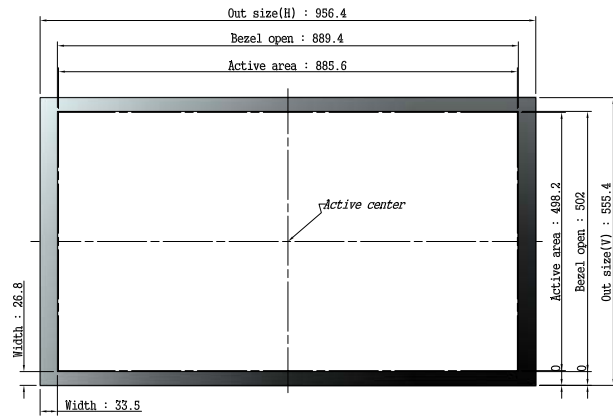 Out size(H) : 956.4
Bezel open : 889.4
Active area : 885.6
Active center
Active area : 498.2
Bezel open : 502
Out size(V) : 555.4
Width : 26.8
Width : 33.5